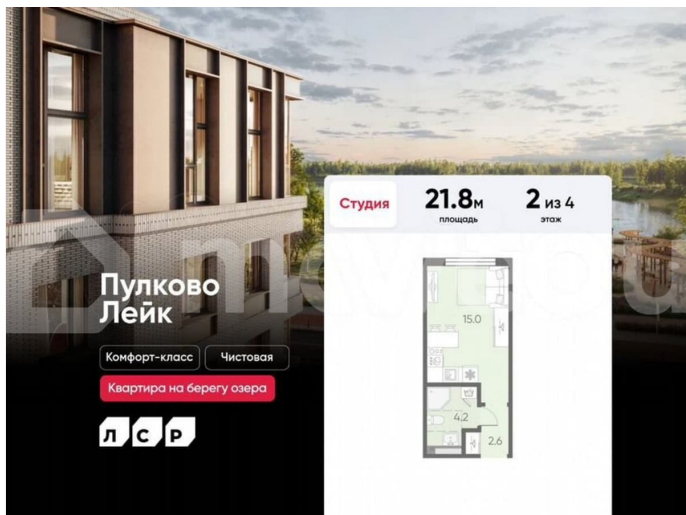 Студия
21.8м
площадь
2 из 4
этаж
Пулково
Лейк
Комфорт-класс
Чистовая
Квартира на берегу озера
ЛСР
15.0
4.2
2.6